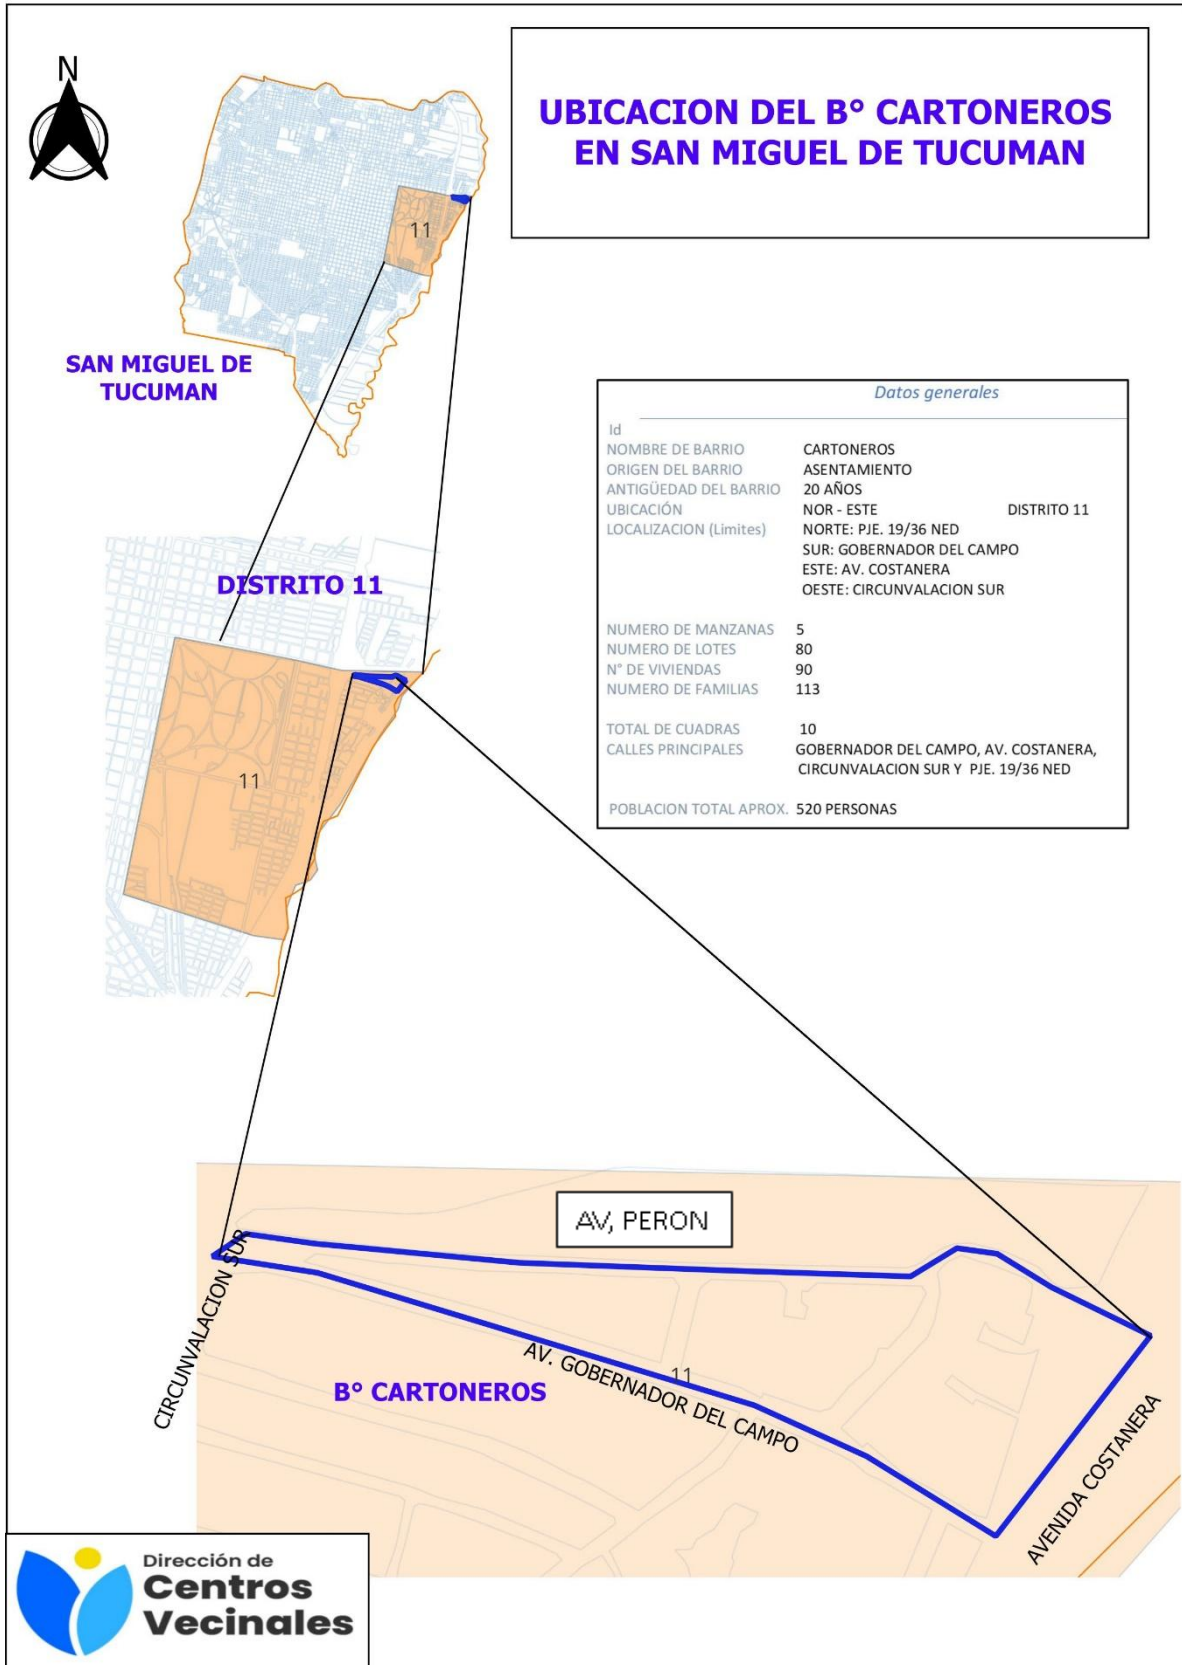 N
UBICACION DEL B° CARTONEROS
EN SAN MIGUEL DE TUCUMAN
11
SAN MIGUEL DE
TUCUMAN
Datos generales
Id
NOMBRE DE BARRIO CARTONEROS
ORIGEN DEL BARRIO ASENTAMIENTO
ANTIGÜEDAD DEL BARRIO 20 AÑOS
UBICACIÓN NOR - ESTE DISTRITO 11
LOCALIZACION (Limites) NORTE: PJE. 19/36 NED
SUR: GOBERNADOR DEL CAMPO
ESTE: AV. COSTANERA
OESTE: CIRCUNVALACION SUR
NUMERO DE MANZANAS 5
NUMERO DE LOTES 80
N° DE VIVIENDAS 90
NUMERO DE FAMILIAS 113
TOTAL DE CUADRAS 10
CALLES PRINCIPALES GOBERNADOR DEL CAMPO, AV. COSTANERA,
CIRCUNVALACION SUR Y PJE. 19/36 NED
POBLACION TOTAL APROX. 520 PERSONAS
DISTRITO 11
11
AV, PERON
CIRCUNVALACION SUR
AV. GOBERNADOR DEL CAMPO
11
B° CARTONEROS
AVENIDA COSTANERA
Dirección de
Centros
Vecinales